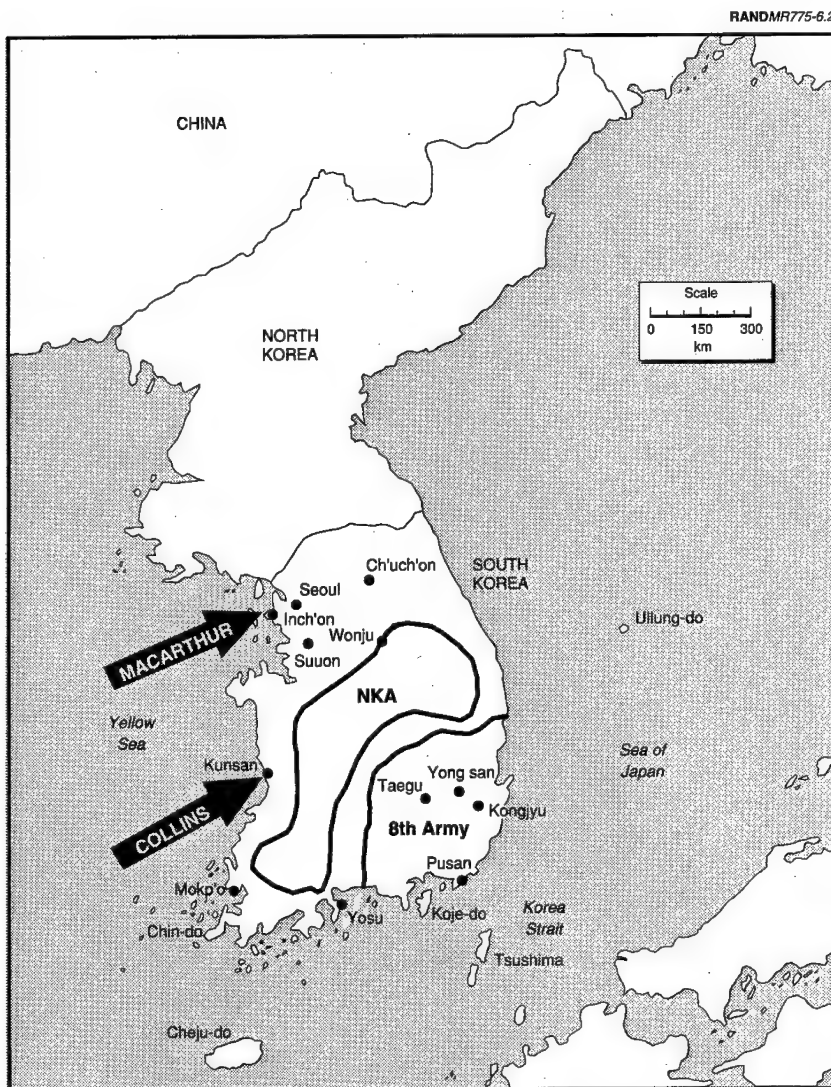 RANDMR775-6.2
CHINA
NORTH
KOREA
Scale
0 150 300
km
SOUTH
KOREA
Ch'uch'on
Seoul
Inch'on
Ullung-do
MACARTHUR
Wonju
Suuon
NKA
Yellow
Sea
Sea of
Japan
Kunsan
Yong san
Taegu
Kongjyu
8th Army
COLLINS
Pusan
Mokp'o
Koje-do
Korea
Strait
Yosu
Chin-do
Tsushima
Cheju-do